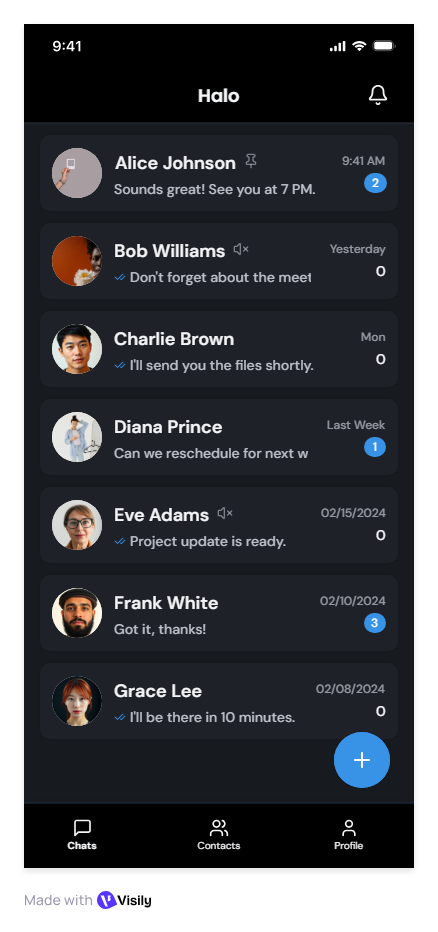 9:41
Halo
Alice Johnson 9:41 AM
Sounds great! See you at 7 PM. 2
Bob Williams Yesterday
Don't forget about the meet 0
Charlie Brown Mon
I'll send you the files shortly. 0
Diana Prince Last Week
Can we reschedule for next w 1
Eve Adams 02/15/2024
Project update is ready. 0
Frank White 02/10/2024
Got it, thanks! 3
Grace Lee 02/08/2024
I'll be there in 10 minutes. 0
Chats Contacts Profile
Made with Visily